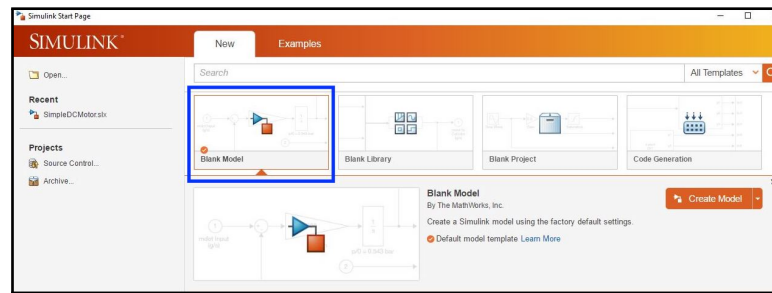 Simulink Start Page
SIMULINK®
New
Examples
Open...
Recent
SimpleDCMotor.slx
Projects
Source Control...
Archive...
Search
All Templates
Blank Model
Blank Library
Blank Project
Code Generation
Blank Model
By The MathWorks, Inc.
Create a Simulink model using the factory default settings.
Default model template Learn More
Create Model
1
2